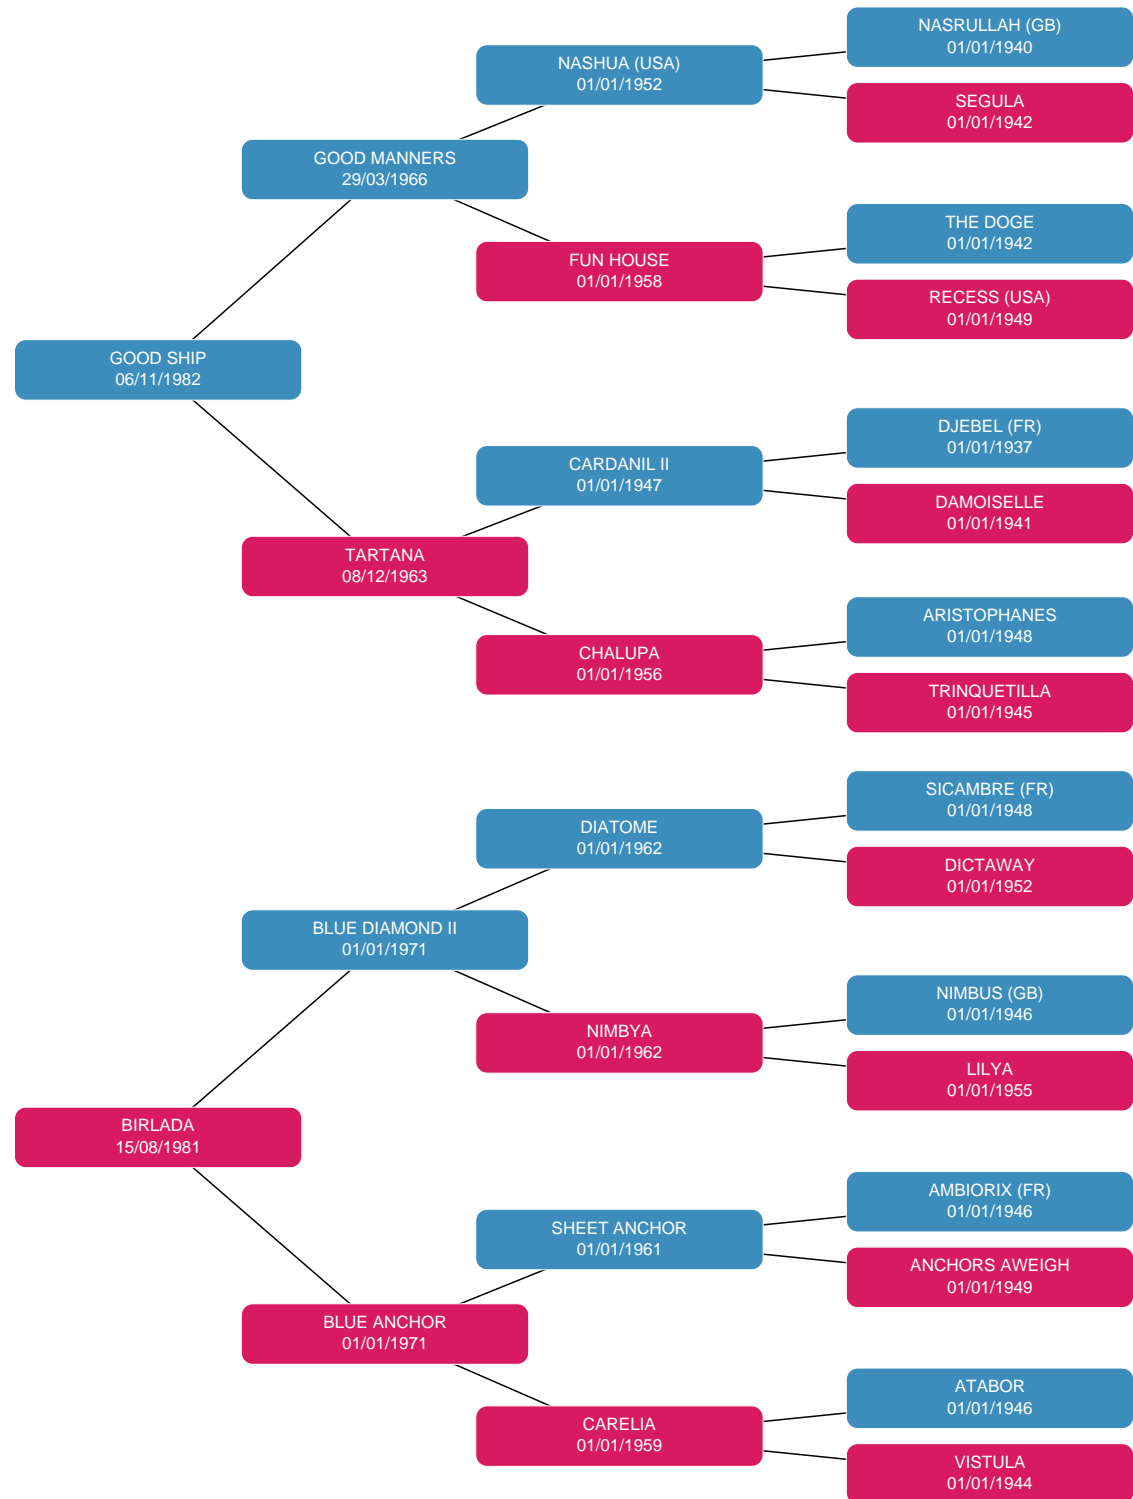 NASRULLAH (GB)
01/01/1940
NASHUA (USA)
01/01/1952
SEGULA
01/01/1942
GOOD MANNERS
29/03/1966
THE DOGE
01/01/1942
FUN HOUSE
01/01/1958
RECESS (USA)
01/01/1949
GOOD SHIP
06/11/1982
DJEBEL (FR)
01/01/1937
CARDANIL II
01/01/1947
DAMOISELLE
01/01/1941
TARTANA
08/12/1963
ARISTOPHANES
01/01/1948
CHALUPA
01/01/1956
TRINQUETILLA
01/01/1945
SICAMBRE (FR)
01/01/1948
DIATOME
01/01/1962
DICTAWAY
01/01/1952
BLUE DIAMOND II
01/01/1971
NIMBUS (GB)
01/01/1946
NIMBYA
01/01/1962
LILYA
01/01/1955
BIRLADA
15/08/1981
AMBIORIX (FR)
01/01/1946
SHEET ANCHOR
01/01/1961
ANCHORS AWEIGH
01/01/1949
BLUE ANCHOR
01/01/1971
ATABOR
01/01/1946
CARELIA
01/01/1959
VISTULA
01/01/1944